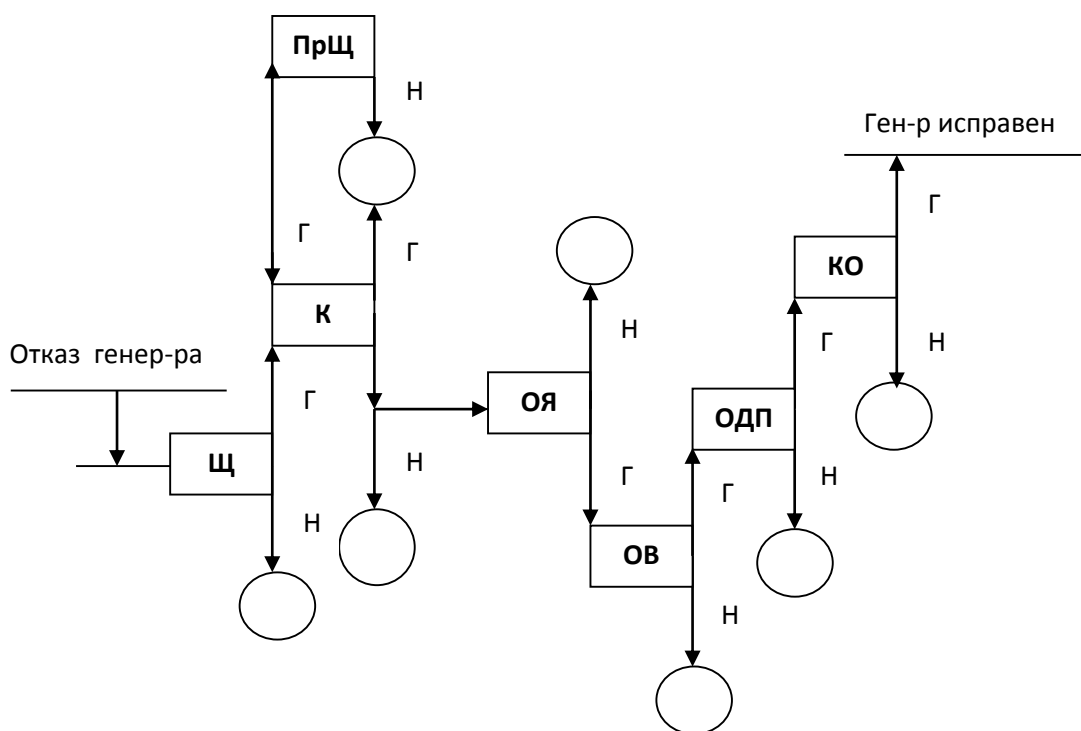 ПрЩ
Н
Ген-р исправен
Г
Г
Г
КО
К
Н
Н
Отказ генер-ра
Г
Г
ОЯ
ОДП
Щ
Н
Г
Г
Н
Н
ОВ
Н